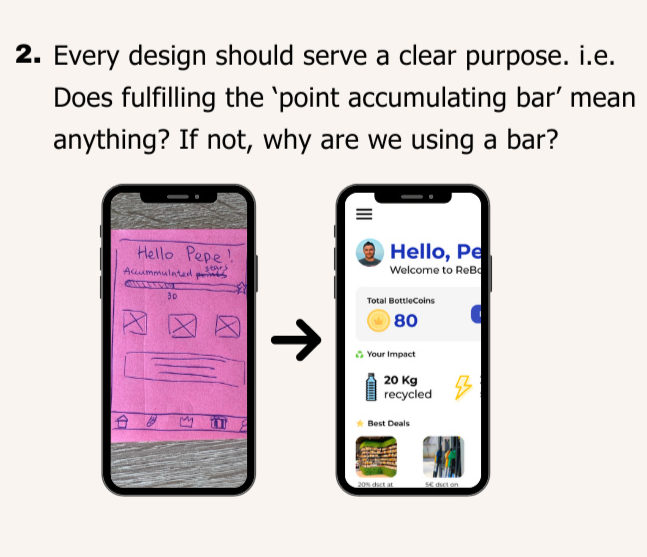 2. Every design should serve a clear purpose. i.e.
Does fulfilling the ‘point accumulating bar’ mean
anything? If not, why are we using a bar?
Hello Pepe!
stars
Accummulated points
30
Hello, Pe
Welcome to ReBo
Total BottleCoins
80
Your Impact
20 Kg
recycled
Best Deals
20% dsct at
5€ dsct on